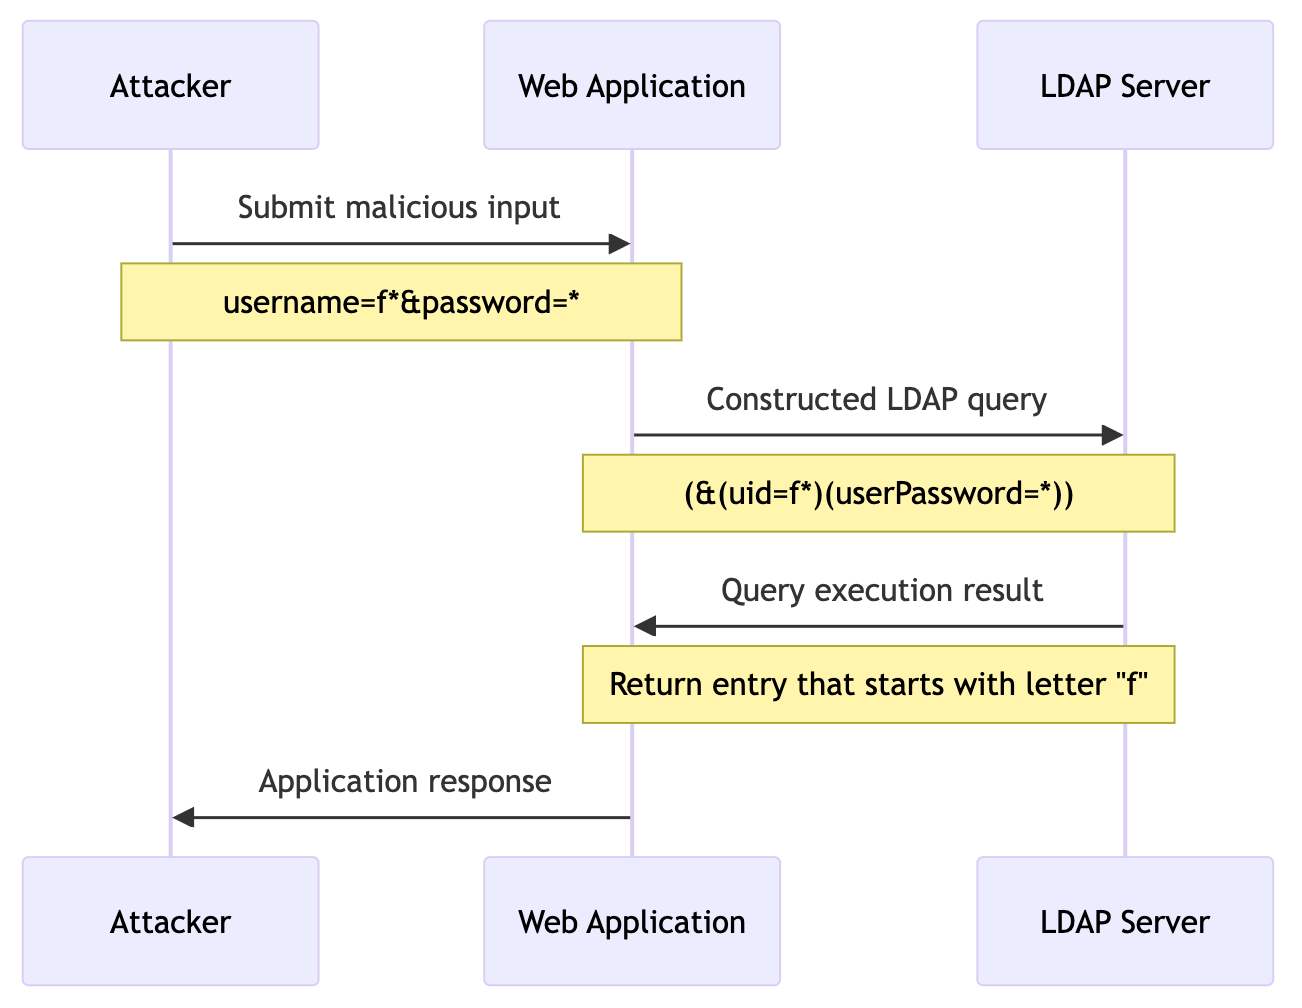 Attacker
Web Application
LDAP Server
Submit malicious input
username=f*&password=*
Constructed LDAP query
(&(uid=f*)(userPassword=*))
Query execution result
Return entry that starts with letter "f"
Application response
Attacker
Web Application
LDAP Server